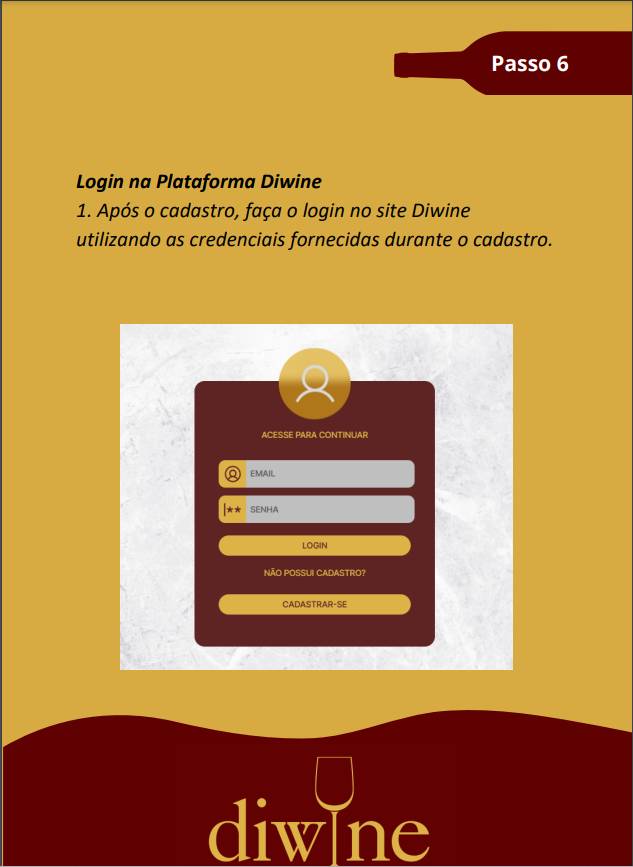 Passo 6
Login na Plataforma Diwine
1. Após o cadastro, faça o login no site Diwine
utilizando as credenciais fornecidas durante o cadastro.
ACESSE PARA CONTINUAR
EMAIL
|** SENHA
LOGIN
NÃO POSSUI CADASTRO?
CADASTRAR-SE
diwine